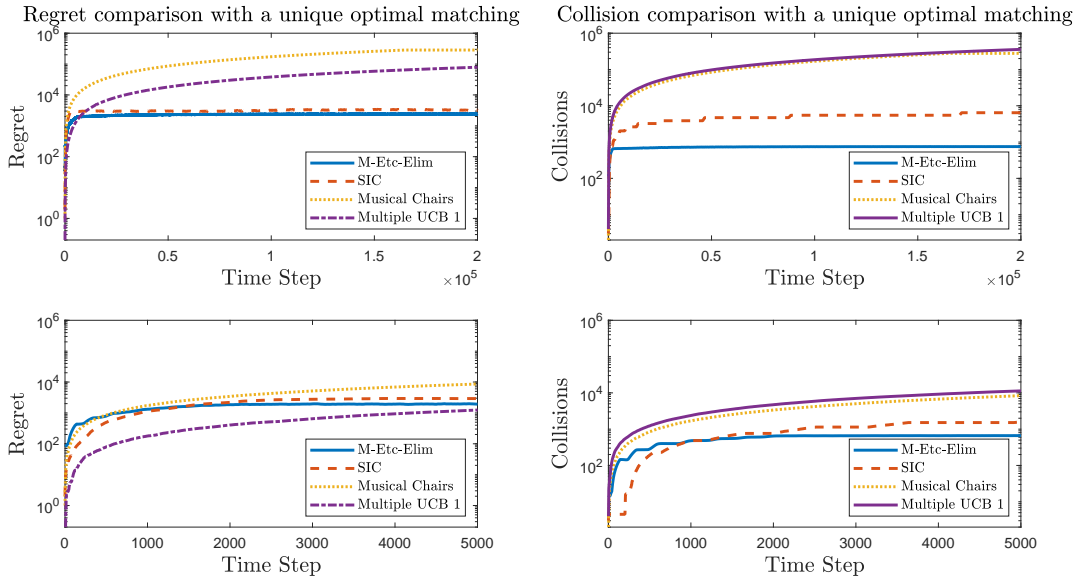 Regret comparison with a unique optimal matching
10^6
10^4
10^2
10^0
Regret
M-Etc-Elim
SIC
Musical Chairs
Multiple UCB 1
0
0.5
1
1.5
2
Time Step
×10^5
Collision comparison with a unique optimal matching
10^6
10^4
10^2
Collisions
M-Etc-Elim
SIC
Musical Chairs
Multiple UCB 1
0
0.5
1
1.5
2
Time Step
×10^5
10^6
10^4
10^2
10^0
Regret
M-Etc-Elim
SIC
Musical Chairs
Multiple UCB 1
0
1000
2000
3000
4000
5000
Time Step
10^6
10^4
10^2
Collisions
M-Etc-Elim
SIC
Musical Chairs
Multiple UCB 1
0
1000
2000
3000
4000
5000
Time Step